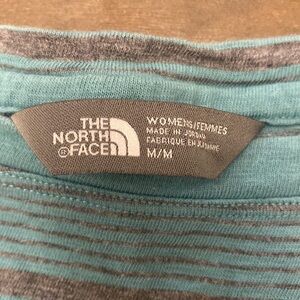 THE
NORTH
FACE
®
WOMENS/FEMMES
MADE IN JORDAN
FABRIQUE EN JORDANIE
M/M